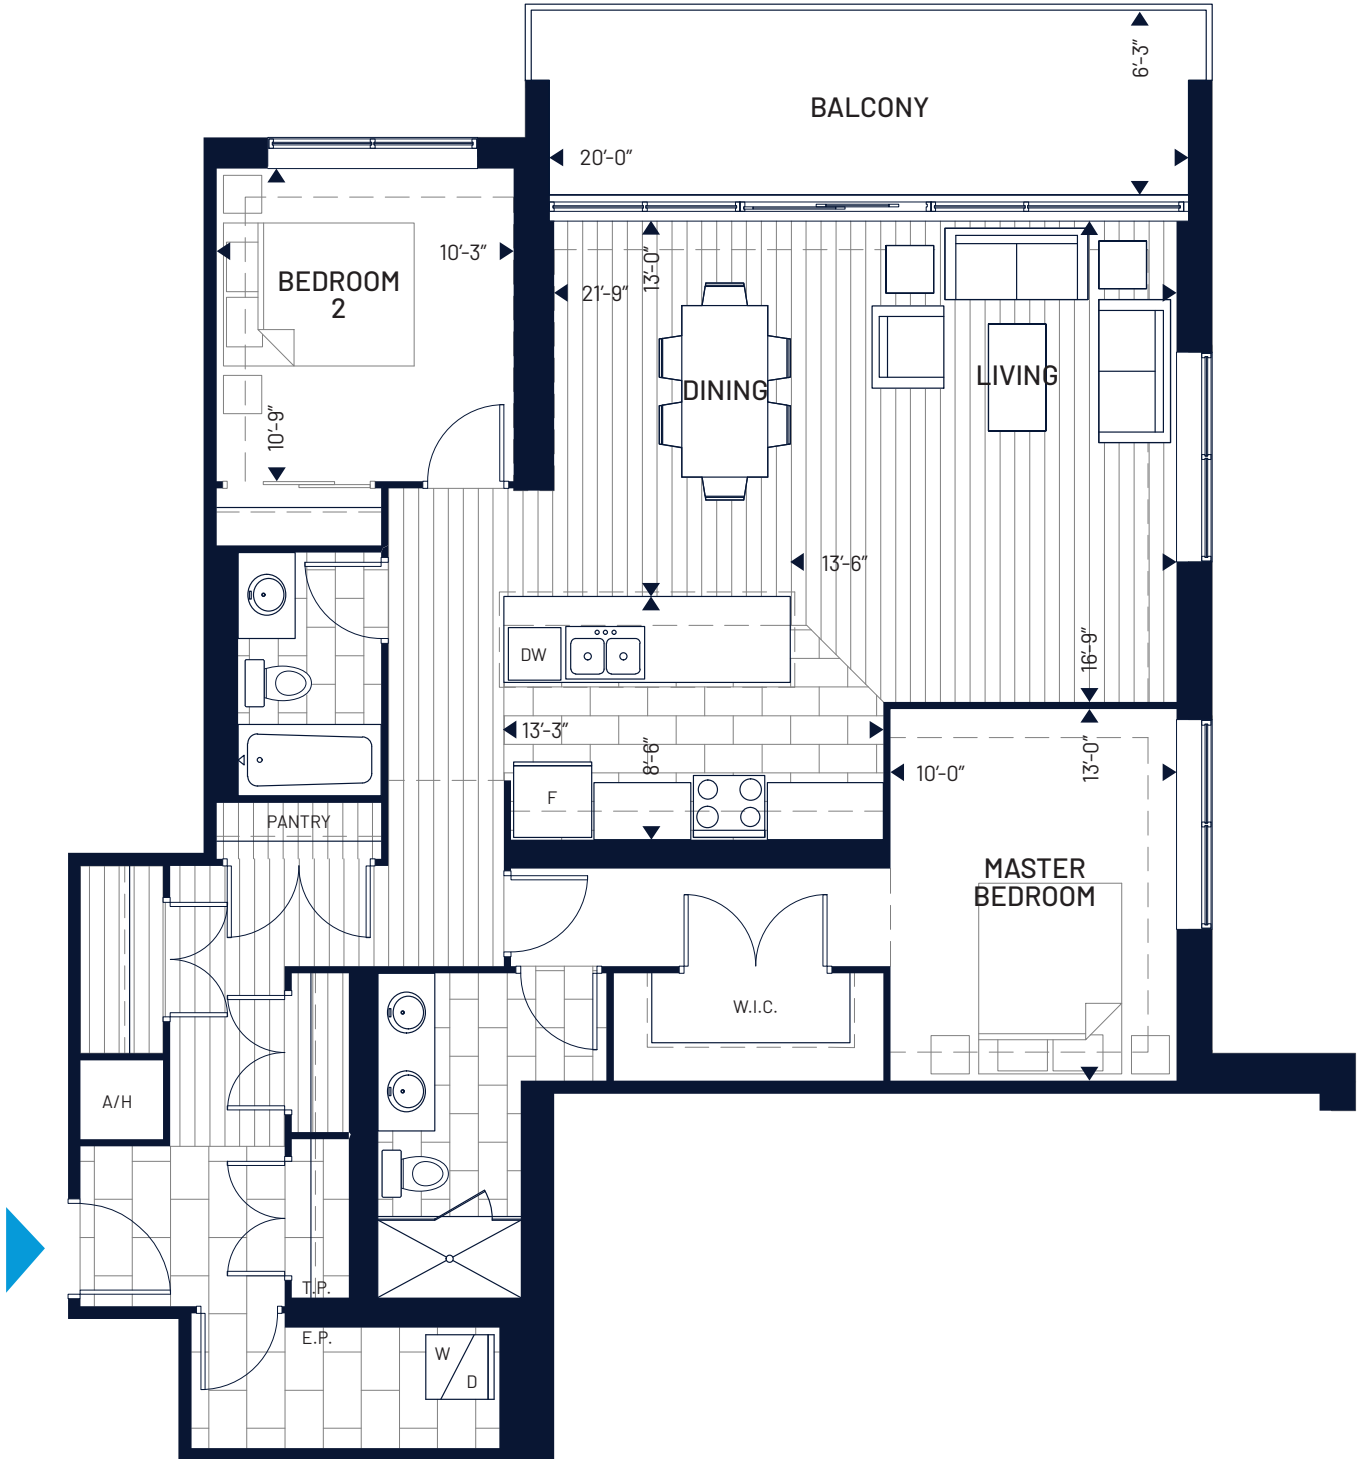 6'-3"
BALCONY
20'-0"
10'-3"
13'-0"
BEDROOM
2
21'-9"
LIVING
DINING
10'-9"
13'-6"
DW
16'-9"
13'-3"
8'-6"
13'-0"
10'-0"
F
PANTRY
MASTER
BEDROOM
W.I.C.
A/H
T.P.
E.P.
W
D